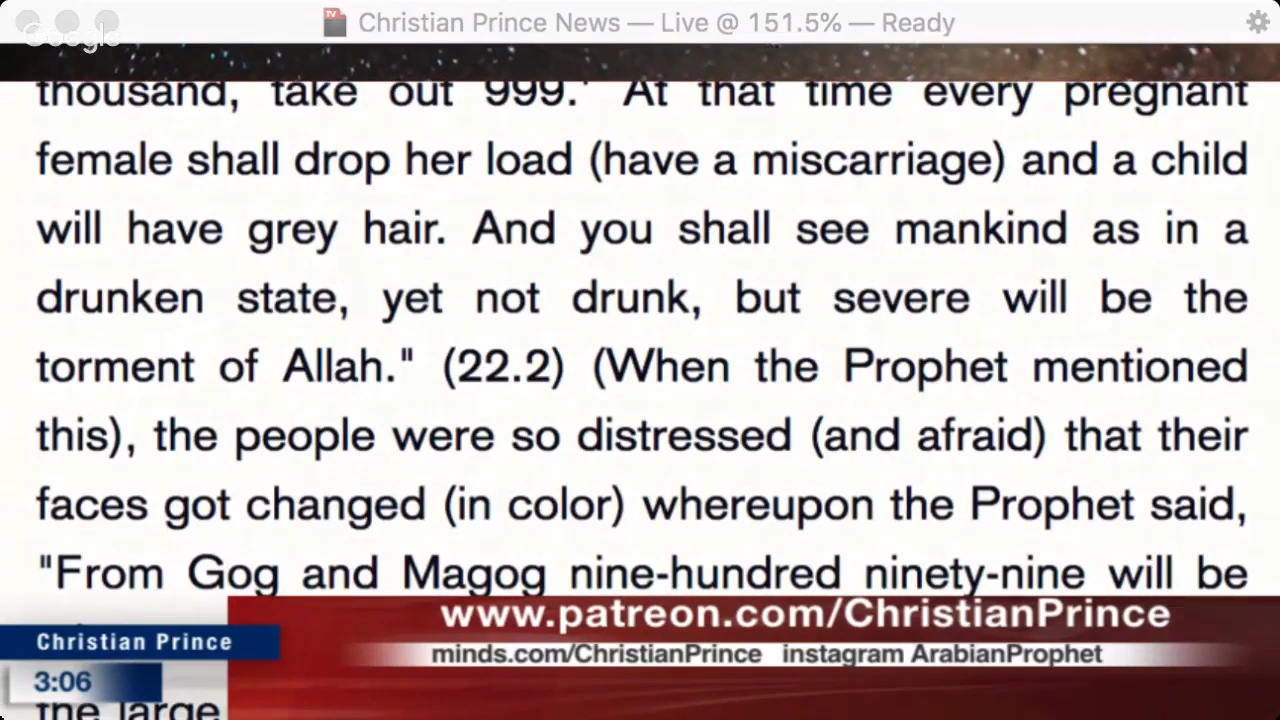 Christian Prince News — Live @ 151.5% — Ready
Google
thousand, take out 999.' At that time every pregnant
female shall drop her load (have a miscarriage) and a child
will have grey hair. And you shall see mankind as in a
drunken state, yet not drunk, but severe will be the
torment of Allah." (22.2) (When the Prophet mentioned
this), the people were so distressed (and afraid) that their
faces got changed (in color) whereupon the Prophet said,
"From Gog and Magog nine-hundred ninety-nine will be
www.patreon.com/ChristianPrince
Christian Prince
minds.com/ChristianPrince instagram ArabianProphet
3:06
the large